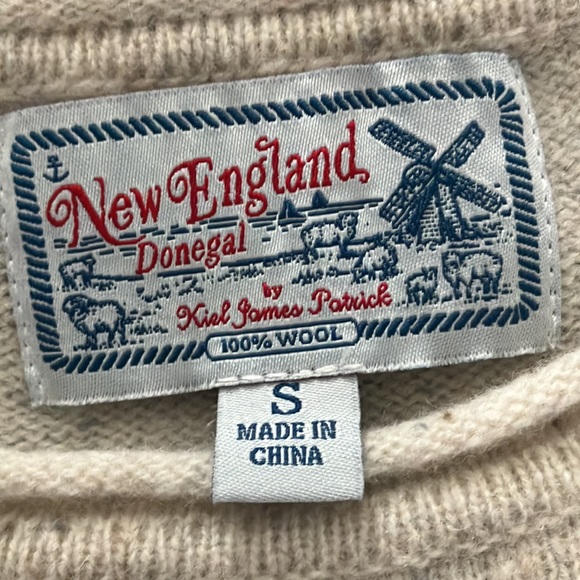 New England
Donegal
by
Kiel James Patrick
100% WOOL
S
MADE IN
CHINA